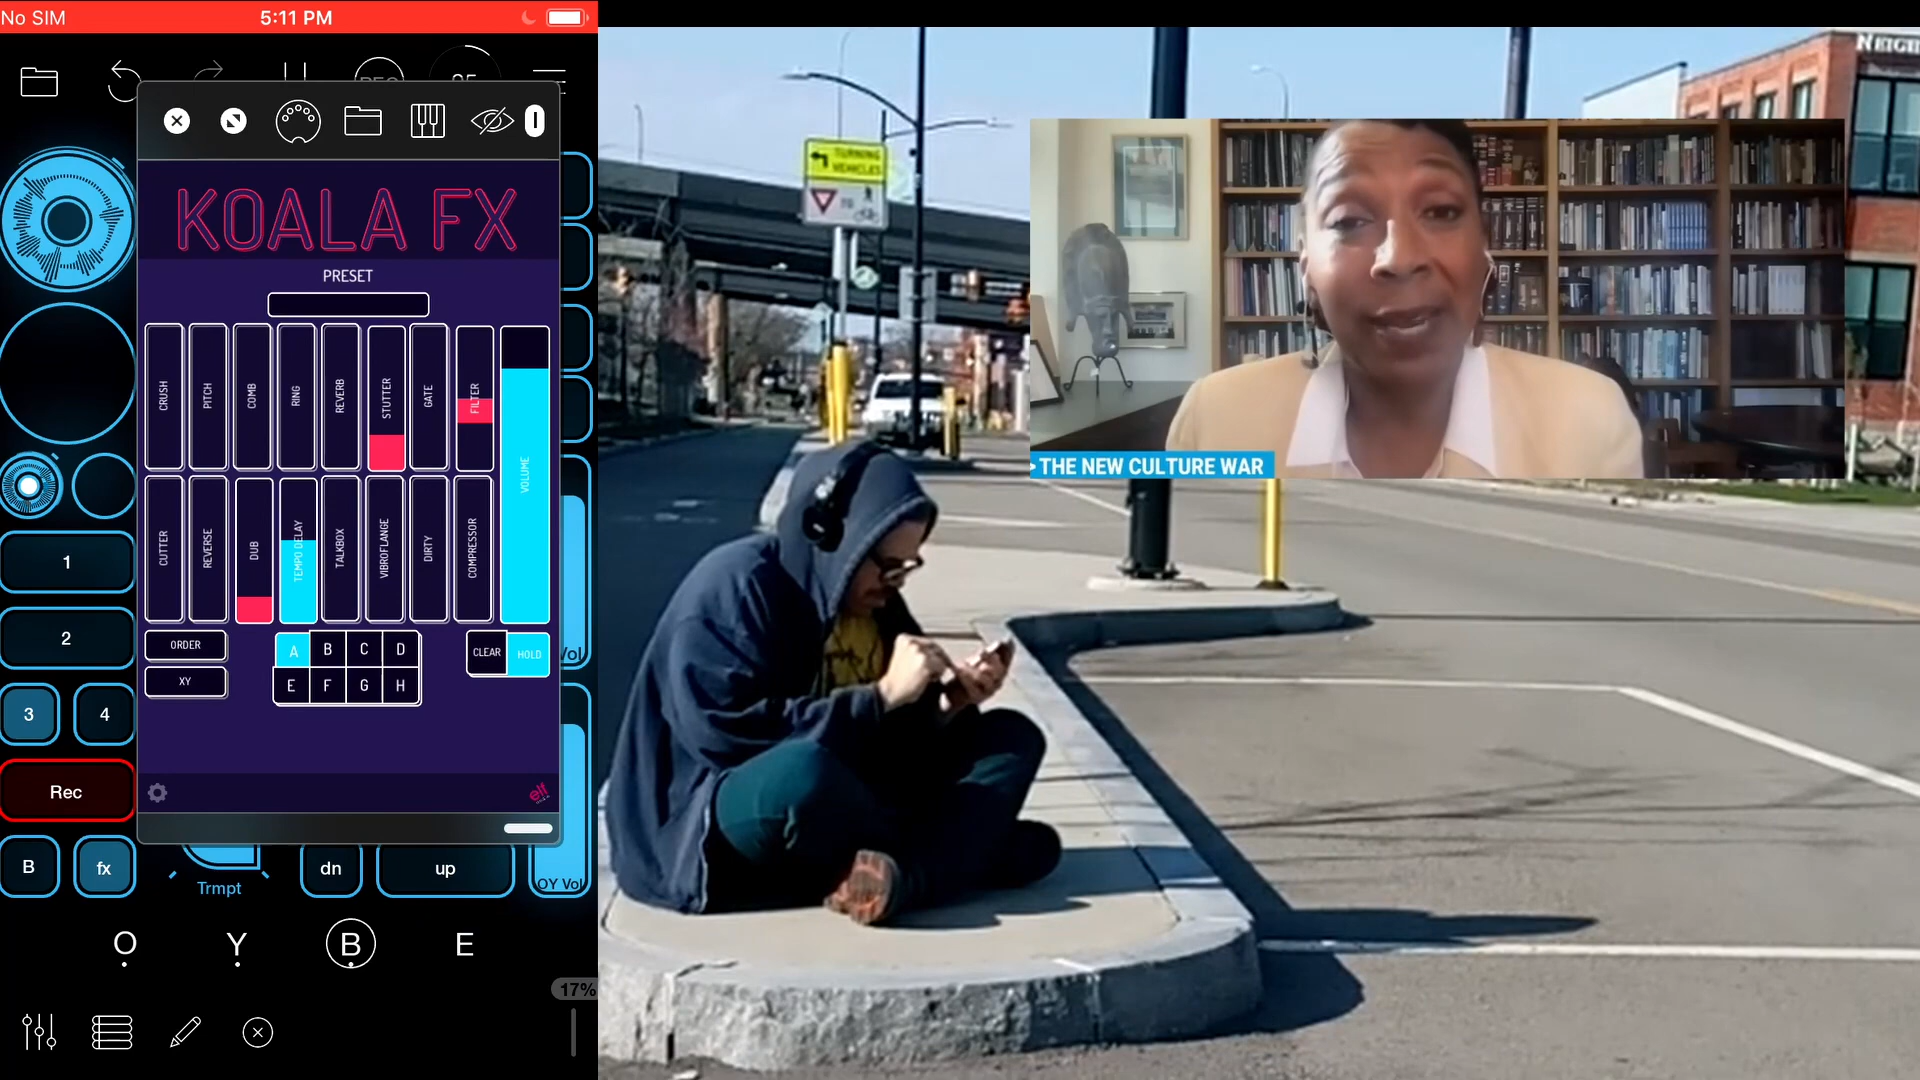 No SIM
5:11 PM
REC
KOALA FX
PRESET
CRUSH
PITCH
COMB
RING
REVERB
STUTTER
GATE
FILTER
VOLUME
CUTTER
REVERSE
DUB
TEMPO DELAY
TALKBOX
VIBROFLANGE
DIRTY
COMPRESSOR
ORDER
XY
A B C D
E F G H
CLEAR
HOLD
elf
1
2
3
4
Rec
B
fx
Trmpt
dn
up
Vol
OY Vol
O Y B E
17%
TURNING
VEHICLES
THE NEW CULTURE WAR